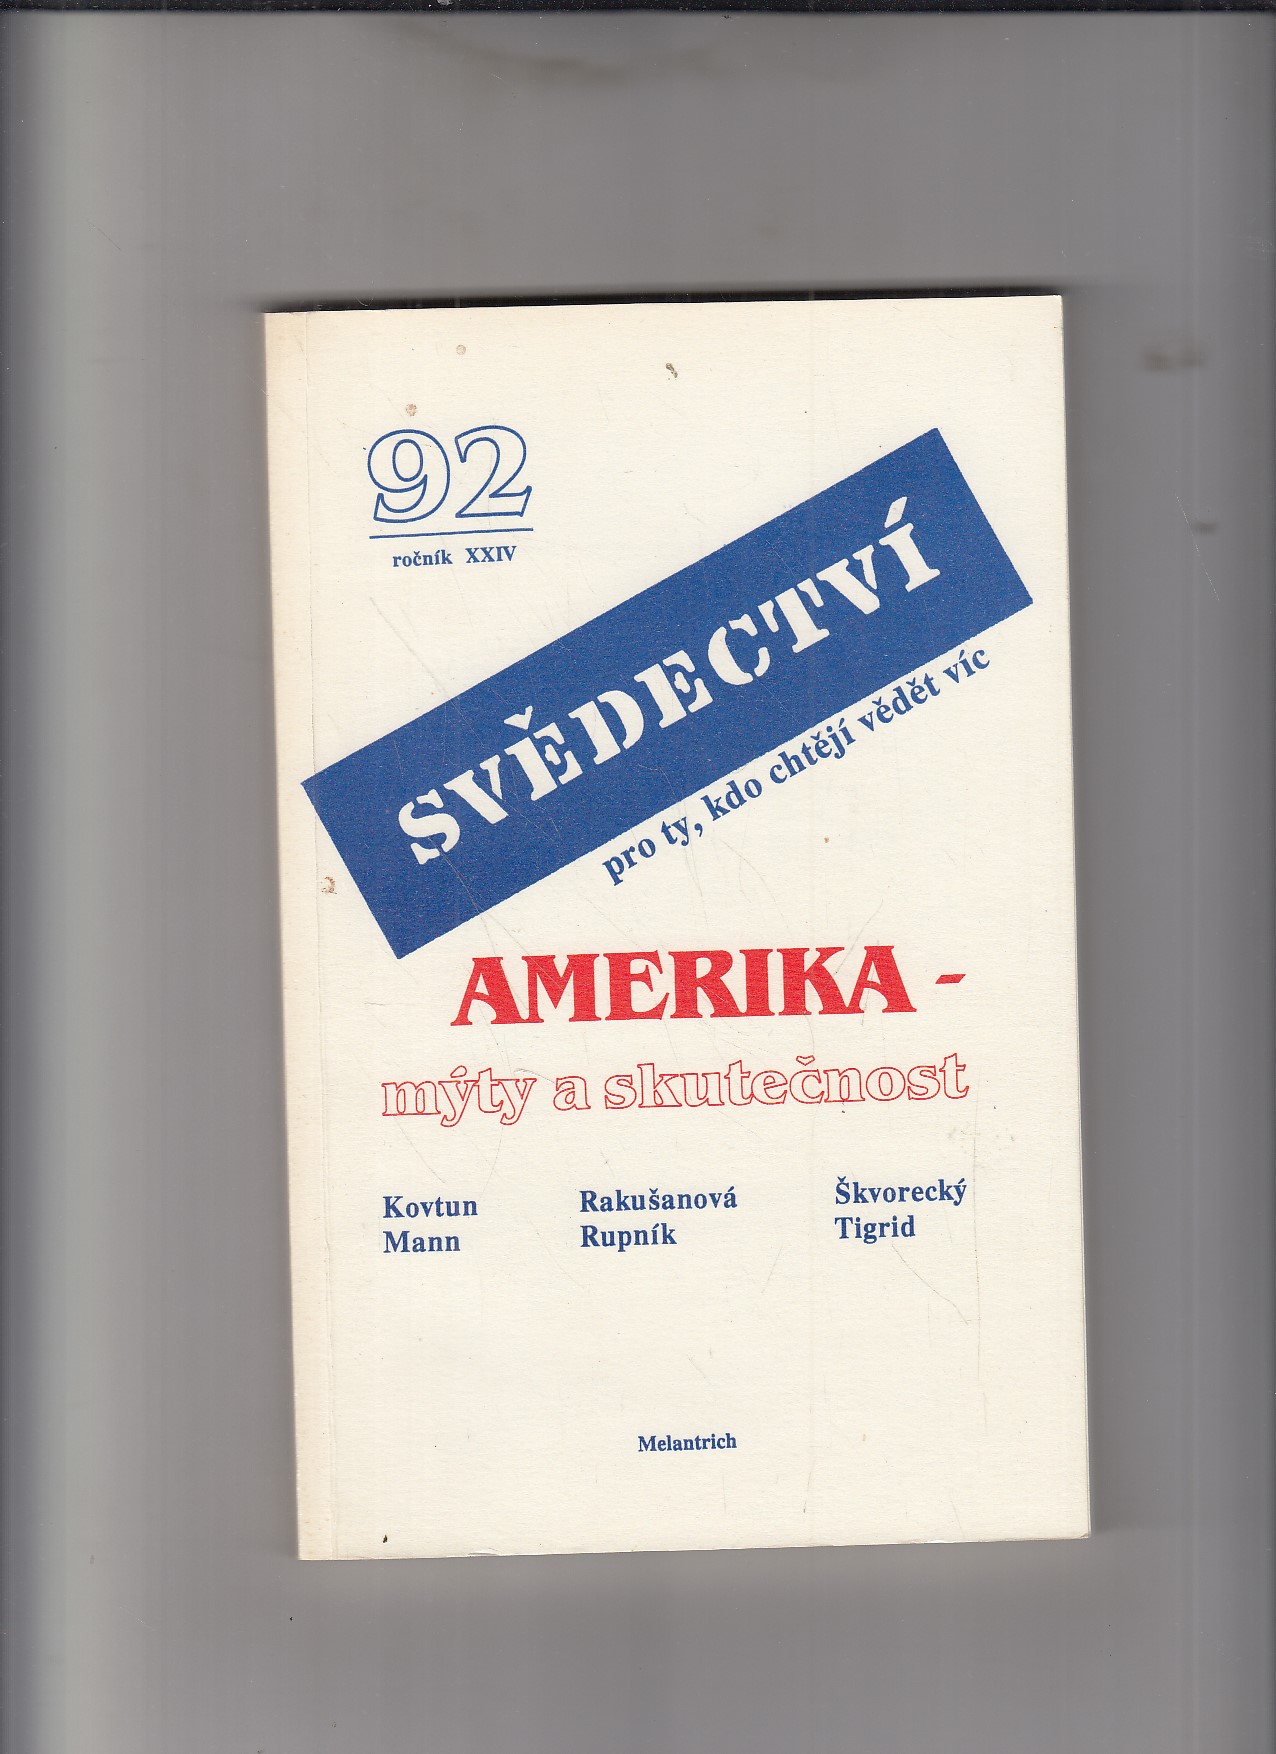 92
ročník XXIV
SVĚDECTVÍ
pro ty, kdo chtějí vědět víc
AMERIKA -
mýty a skutečnost
Kovtun Rakušanová Škvorecký
Mann Rupník Tigrid
Melantrich